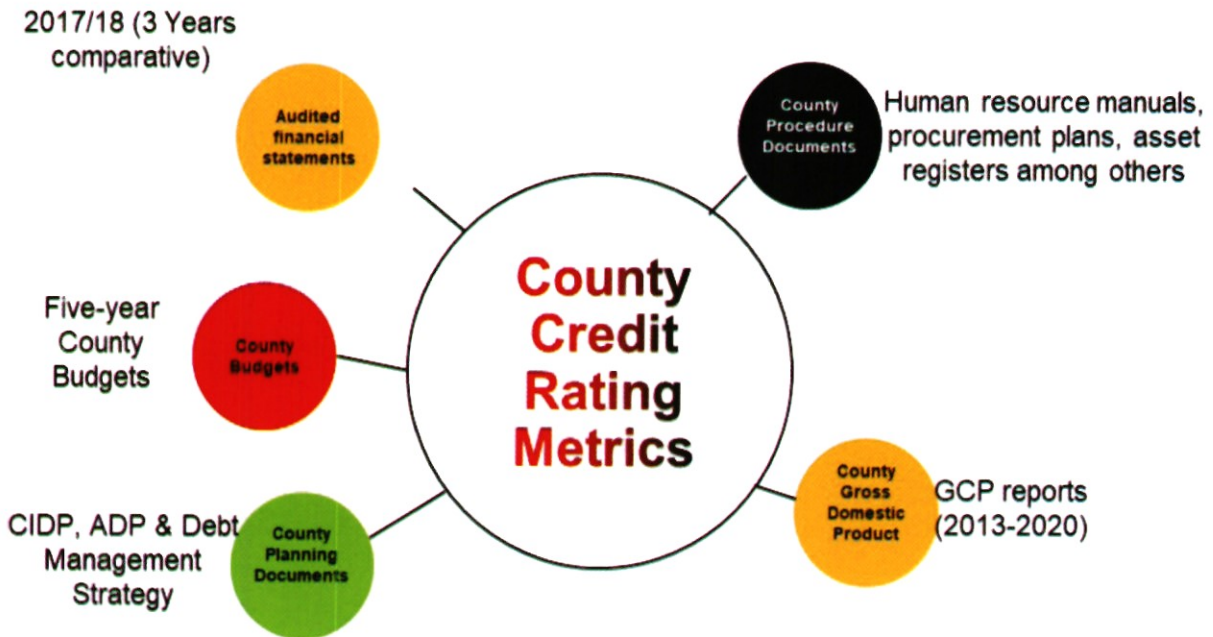 2017/18 (3 Years
comparative)
Audited
financial
statements
County
Procedure
Documents
Human resource manuals,
procurement plans, asset
registers among others
County
Credit
Rating
Metrics
Five-year
County
Budgets
County
Budgets
CIDP, ADP & Debt
Management
Strategy
County
Planning
Documents
County
Gross
Domestic
Product
GCP reports
(2013-2020)